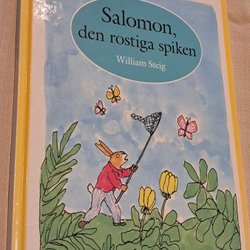 Salomon,
den rostiga spiken
William Steig